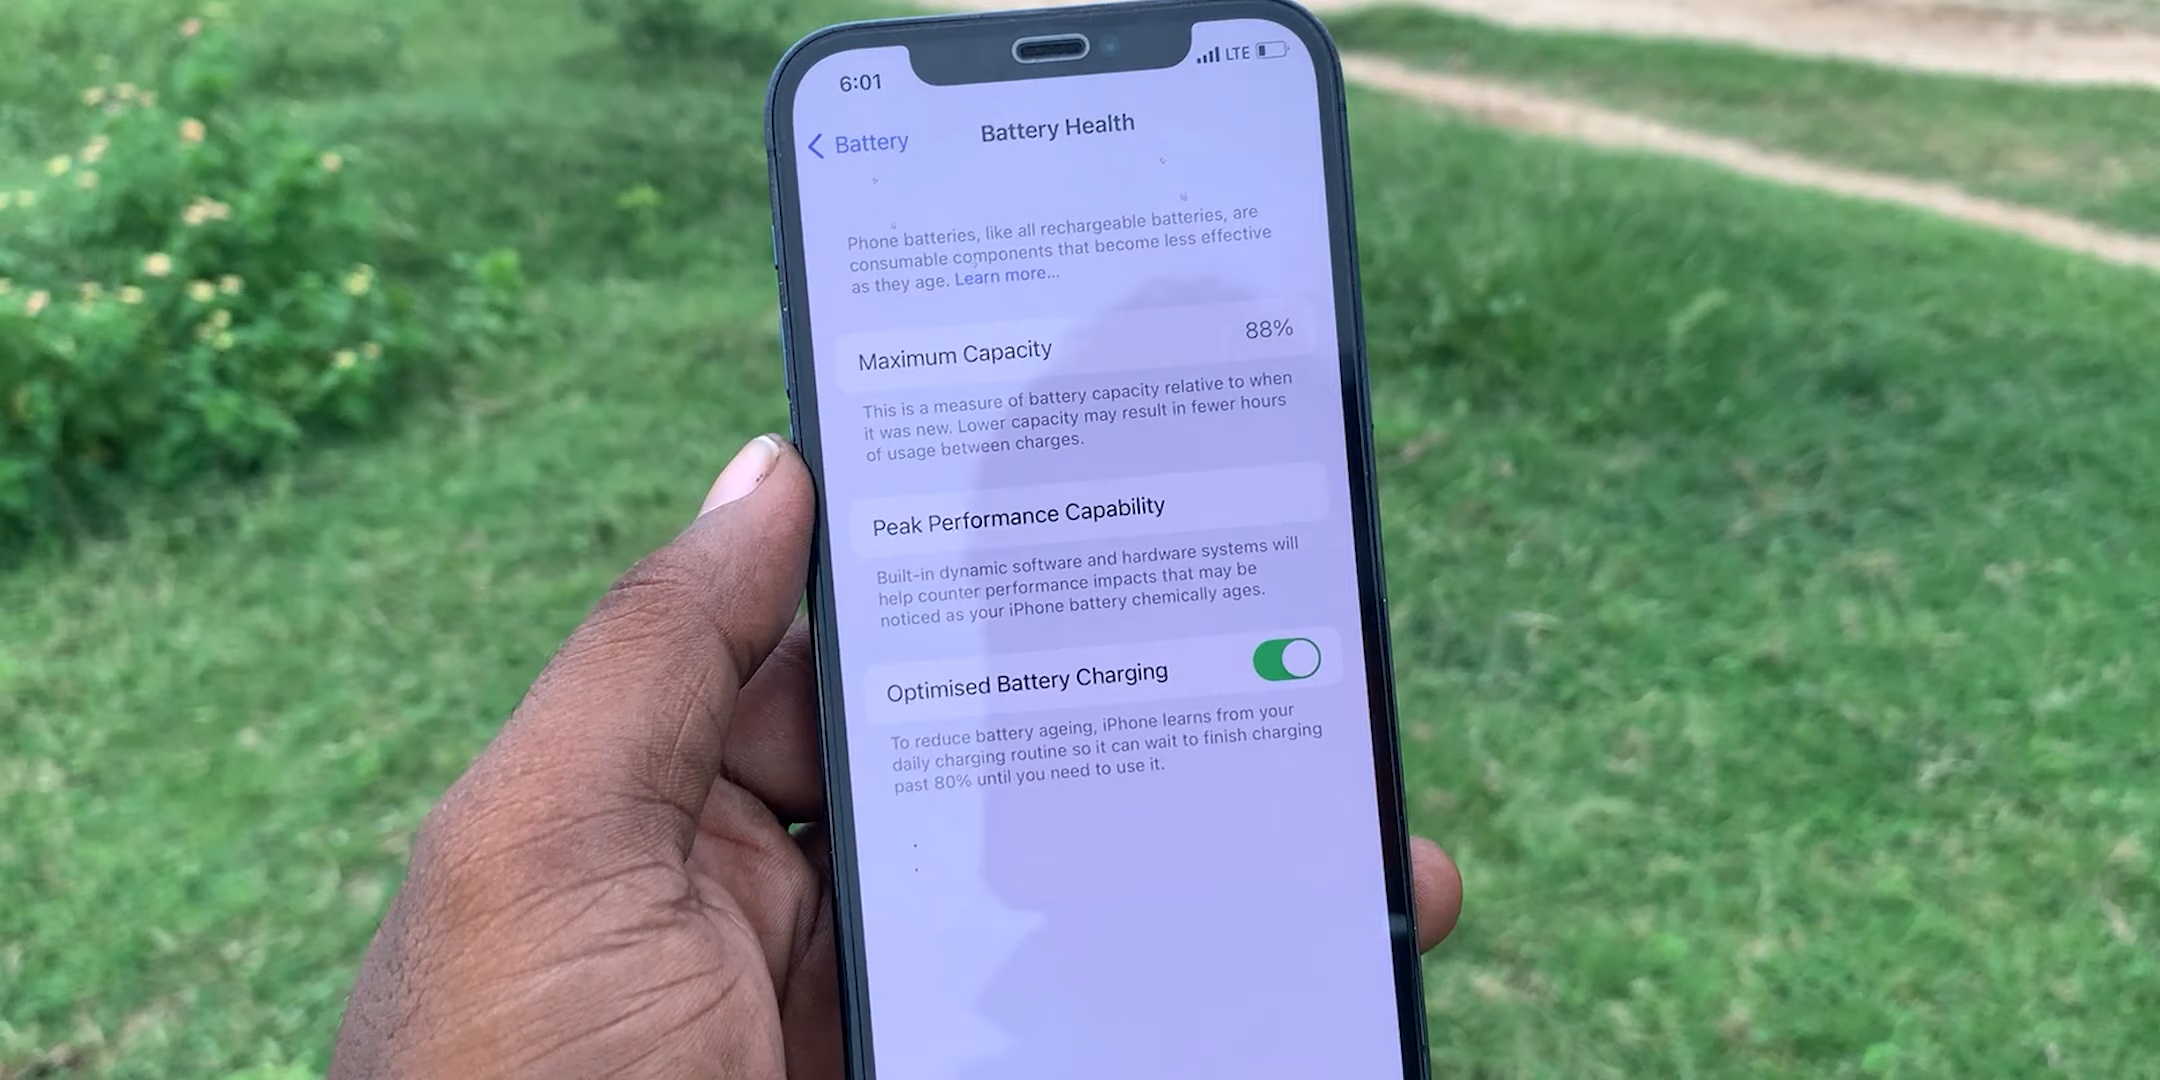 6:01
LTE
Battery
Battery Health
Phone batteries, like all rechargeable batteries, are
consumable components that become less effective
as they age. Learn more...
Maximum Capacity
88%
This is a measure of battery capacity relative to when
it was new. Lower capacity may result in fewer hours
of usage between charges.
Peak Performance Capability
Built-in dynamic software and hardware systems will
help counter performance impacts that may be
noticed as your iPhone battery chemically ages.
Optimised Battery Charging
To reduce battery ageing, iPhone learns from your
daily charging routine so it can wait to finish charging
past 80% until you need to use it.